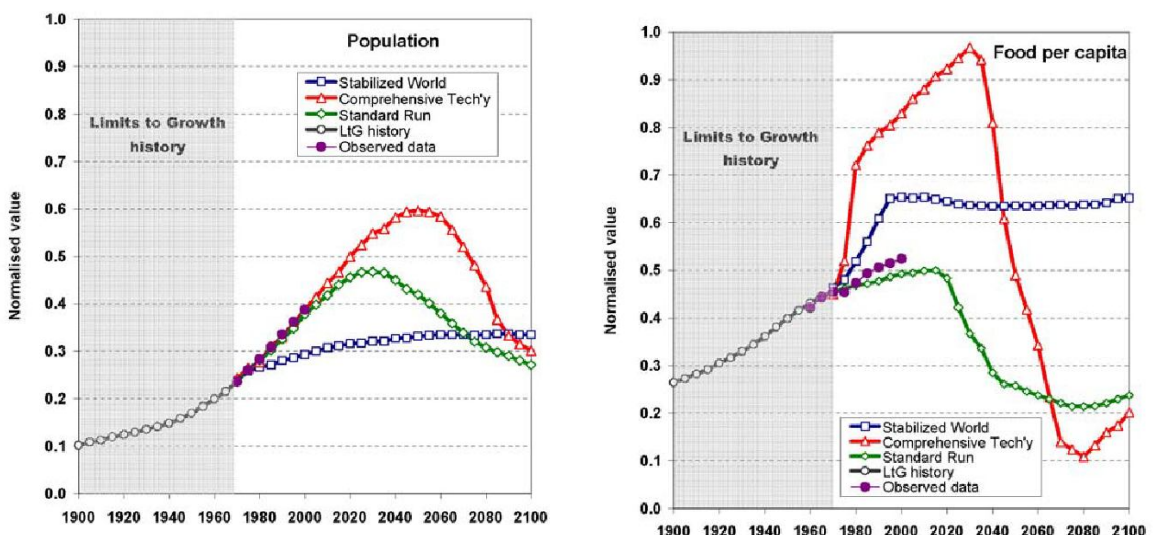 Population
1.0
0.9
0.8
0.7
0.6
0.5
0.4
0.3
0.2
0.1
0.0
Normalised value
Limits to Growth
history
Stabilized World
Comprehensive Tech'y
Standard Run
LtG history
Observed data
1900 1920 1940 1960 1980 2000 2020 2040 2060 2080 2100
Food per capita
1.0
0.9
0.8
0.7
0.6
0.5
0.4
0.3
0.2
0.1
0.0
Normalised value
Limits to Growth
history
Stabilized World
Comprehensive Tech'y
Standard Run
LtG history
Observed data
1900 1920 1940 1960 1980 2000 2020 2040 2060 2080 2100